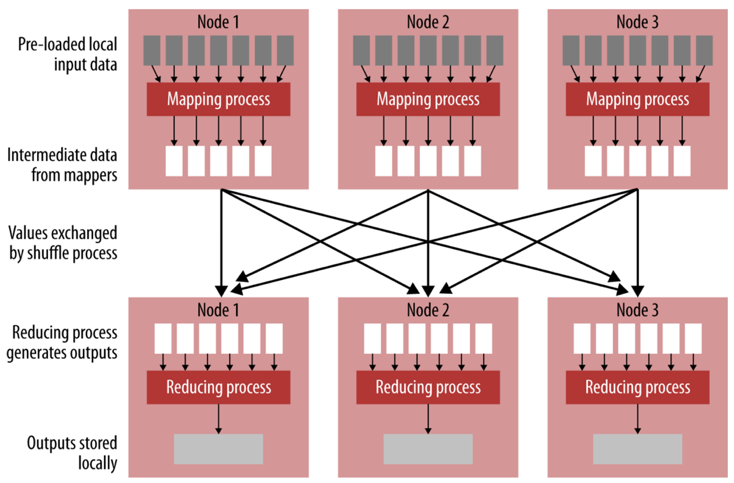 Node 1
Node 2
Node 3
Pre-loaded local
input data
Mapping process
Mapping process
Mapping process
Intermediate data
from mappers
Values exchanged
by shuffle process
Node 1
Node 2
Node 3
Reducing process
generates outputs
Reducing process
Reducing process
Reducing process
Outputs stored
locally